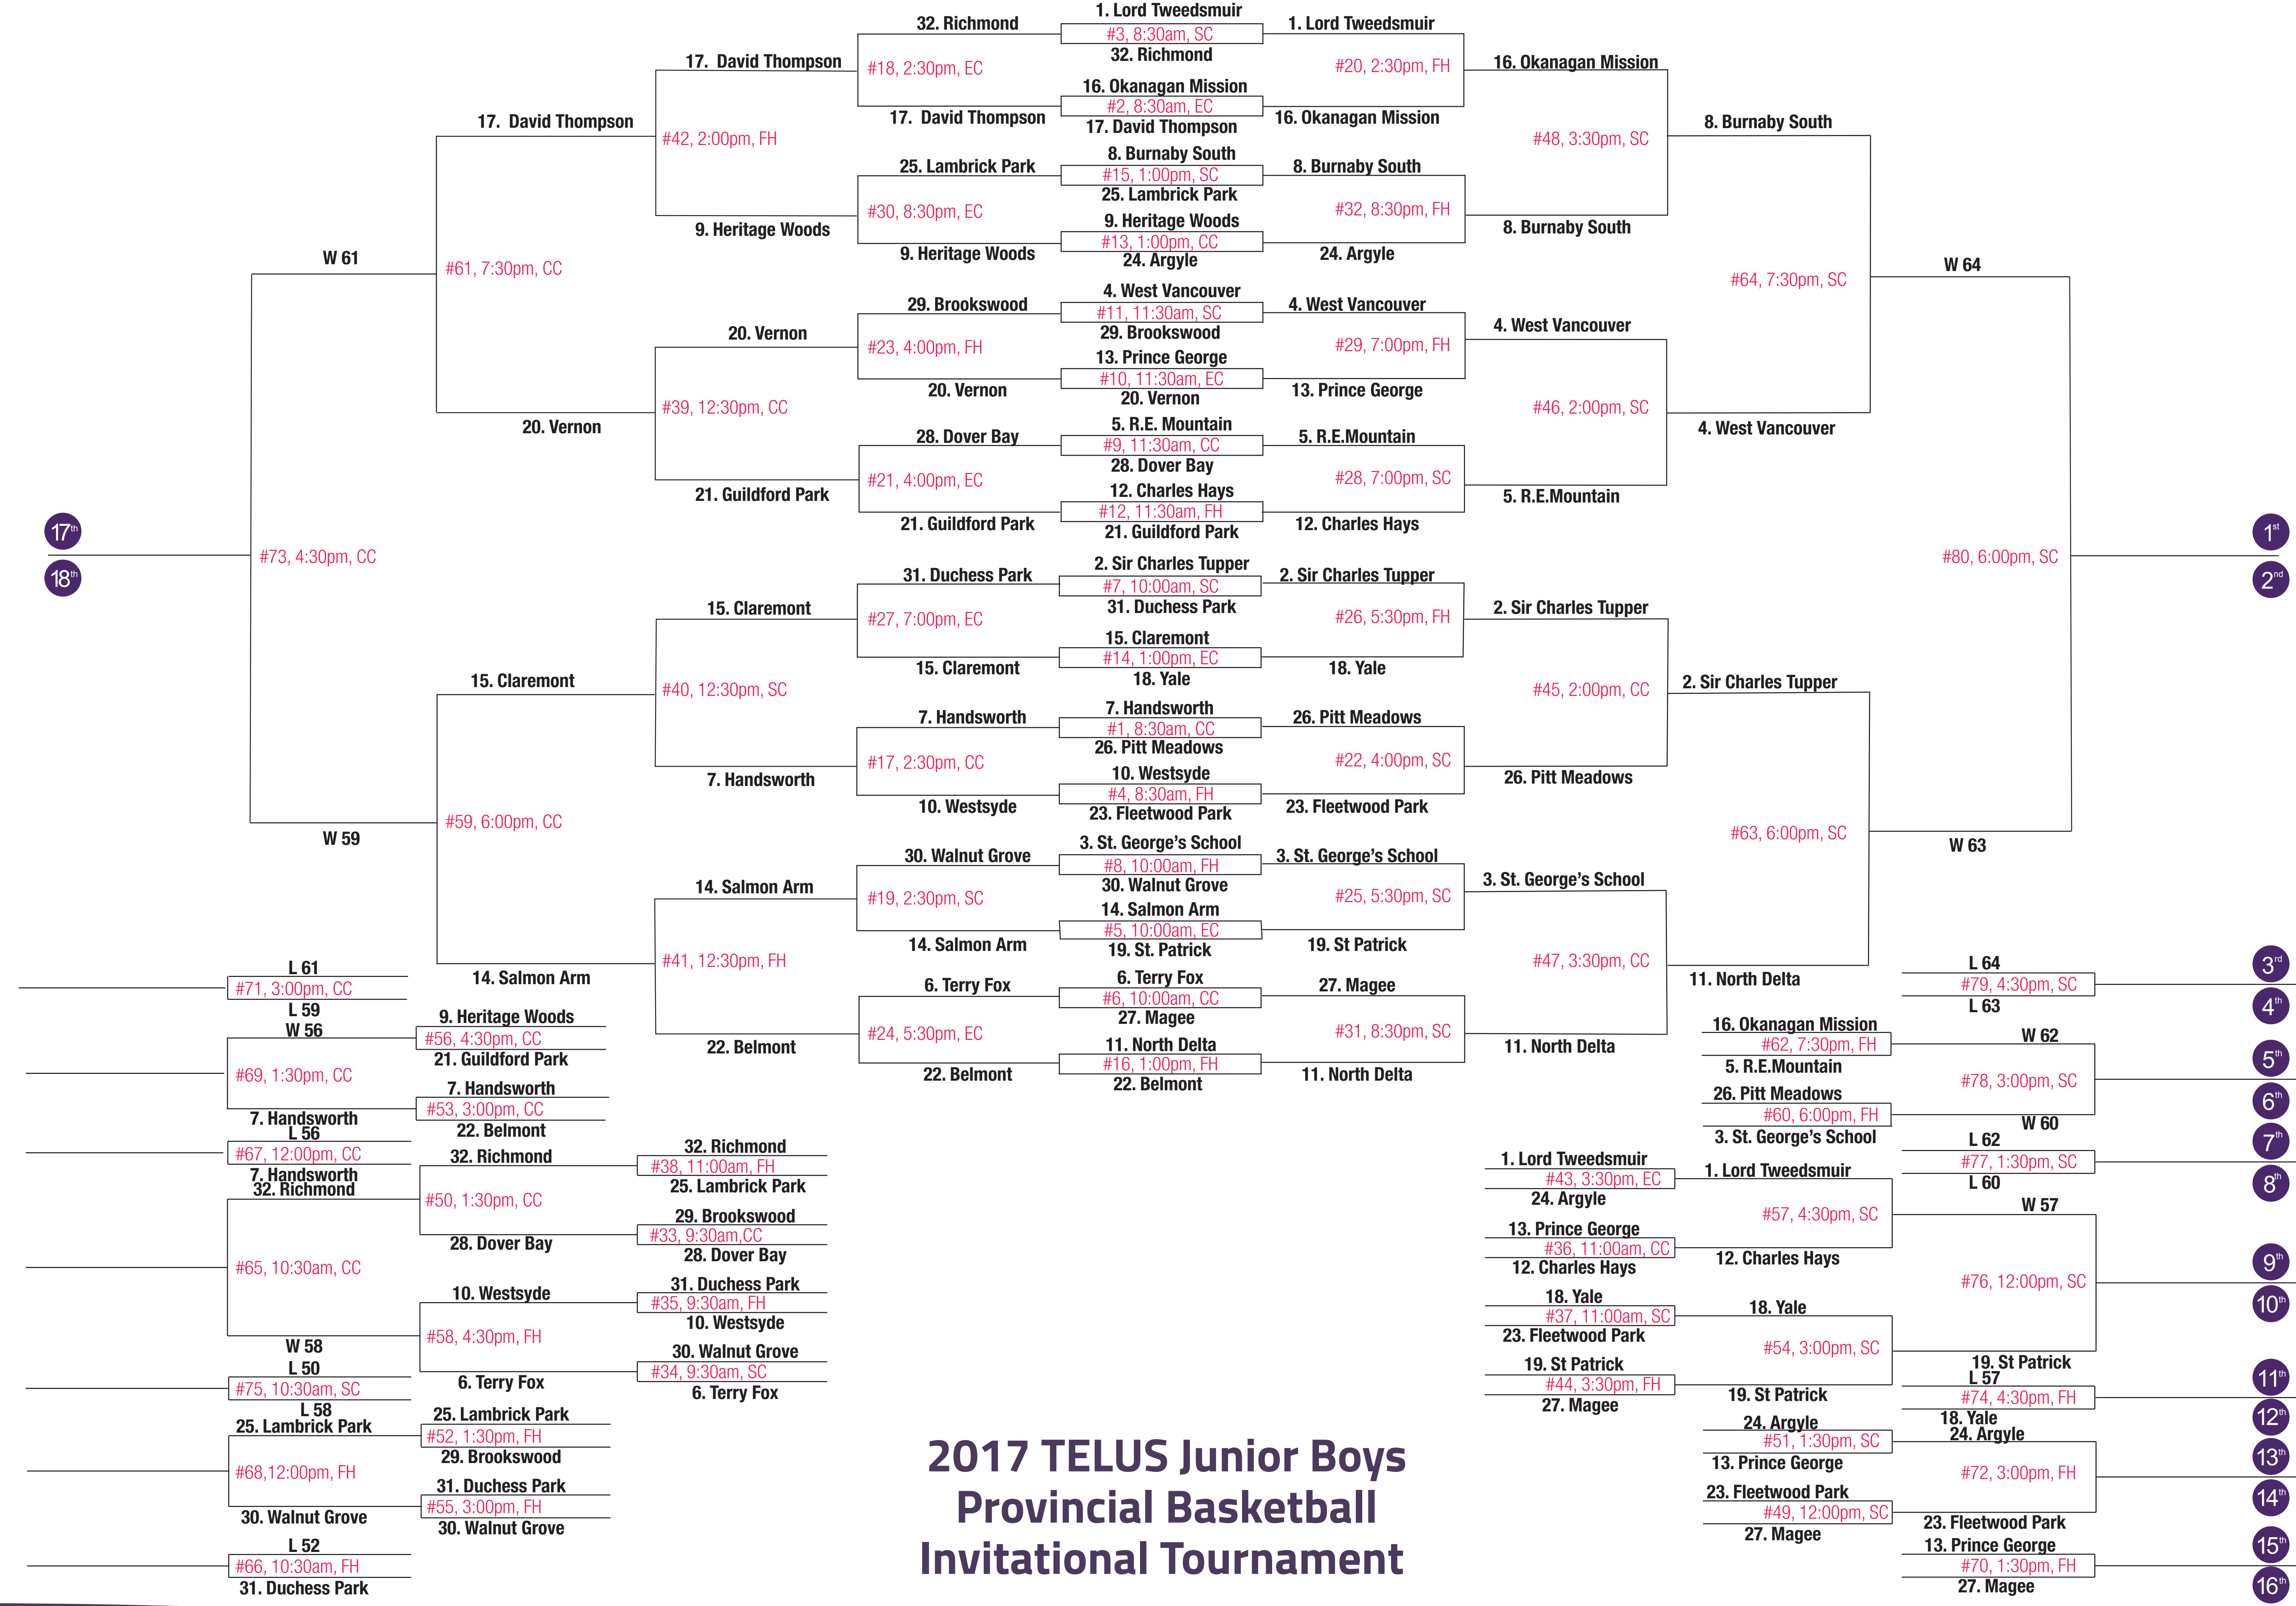 1. Lord Tweedsmuir
32. Richmond
#3, 8:30am, SC
1. Lord Tweedsmuir
32. Richmond
17. David Thompson
#18, 2:30pm, EC
#20, 2:30pm, FH
16. Okanagan Mission
16. Okanagan Mission
#2, 8:30am, EC
17. David Thompson
16. Okanagan Mission
17. David Thompson
17. David Thompson
#42, 2:00pm, FH
#48, 3:30pm, SC
8. Burnaby South
8. Burnaby South
25. Lambrick Park
#15, 1:00pm, SC
8. Burnaby South
25. Lambrick Park
#30, 8:30pm, EC
#32, 8:30pm, FH
9. Heritage Woods
9. Heritage Woods
8. Burnaby South
#13, 1:00pm, CC
9. Heritage Woods
24. Argyle
24. Argyle
W 61
#61, 7:30pm, CC
#64, 7:30pm, SC
W 64
4. West Vancouver
29. Brookswood
#11, 11:30am, SC
4. West Vancouver
29. Brookswood
20. Vernon
#23, 4:00pm, FH
#29, 7:00pm, FH
4. West Vancouver
13. Prince George
#10, 11:30am, EC
20. Vernon
13. Prince George
20. Vernon
#39, 12:30pm, CC
#46, 2:00pm, SC
20. Vernon
4. West Vancouver
5. R.E. Mountain
28. Dover Bay
#9, 11:30am, CC
5. R.E.Mountain
28. Dover Bay
#21, 4:00pm, EC
#28, 7:00pm, SC
21. Guildford Park
12. Charles Hays
5. R.E.Mountain
#12, 11:30am, FH
21. Guildford Park
12. Charles Hays
21. Guildford Park
17th
18th
#73, 4:30pm, CC
#80, 6:00pm, SC
1st
2nd
2. Sir Charles Tupper
31. Duchess Park
#7, 10:00am, SC
2. Sir Charles Tupper
31. Duchess Park
15. Claremont
#27, 7:00pm, EC
#26, 5:30pm, FH
2. Sir Charles Tupper
15. Claremont
#14, 1:00pm, EC
15. Claremont
18. Yale
18. Yale
15. Claremont
#40, 12:30pm, SC
#45, 2:00pm, CC
2. Sir Charles Tupper
7. Handsworth
7. Handsworth
#1, 8:30am, CC
26. Pitt Meadows
26. Pitt Meadows
#17, 2:30pm, CC
#22, 4:00pm, SC
7. Handsworth
10. Westsyde
26. Pitt Meadows
#4, 8:30am, FH
10. Westsyde
23. Fleetwood Park
23. Fleetwood Park
#59, 6:00pm, CC
#63, 6:00pm, SC
W 59
W 63
3. St. George's School
30. Walnut Grove
#8, 10:00am, FH
3. St. George's School
30. Walnut Grove
14. Salmon Arm
#19, 2:30pm, SC
#25, 5:30pm, SC
3. St. George's School
14. Salmon Arm
#5, 10:00am, EC
14. Salmon Arm
19. St Patrick
19. St. Patrick
#41, 12:30pm, FH
#47, 3:30pm, CC
14. Salmon Arm
11. North Delta
6. Terry Fox
6. Terry Fox
#6, 10:00am, CC
27. Magee
27. Magee
#24, 5:30pm, EC
#31, 8:30pm, SC
22. Belmont
11. North Delta
11. North Delta
#16, 1:00pm, FH
22. Belmont
11. North Delta
22. Belmont
L 61
#71, 3:00pm, CC
L 59
W 56
9. Heritage Woods
#56, 4:30pm, CC
21. Guildford Park
#69, 1:30pm, CC
7. Handsworth
#53, 3:00pm, CC
22. Belmont
7. Handsworth
L 56
#67, 12:00pm, CC
7. Handsworth
32. Richmond
32. Richmond
32. Richmond
#38, 11:00am, FH
25. Lambrick Park
#50, 1:30pm, CC
29. Brookswood
#33, 9:30am,CC
28. Dover Bay
28. Dover Bay
#65, 10:30am, CC
31. Duchess Park
10. Westsyde
#35, 9:30am, FH
10. Westsyde
#58, 4:30pm, FH
W 58
30. Walnut Grove
#34, 9:30am, SC
6. Terry Fox
6. Terry Fox
L 50
#75, 10:30am, SC
L 58
25. Lambrick Park
25. Lambrick Park
#52, 1:30pm, FH
29. Brookswood
#68,12:00pm, FH
31. Duchess Park
#55, 3:00pm, FH
30. Walnut Grove
30. Walnut Grove
L 52
#66, 10:30am, FH
31. Duchess Park
L 64
#79, 4:30pm, SC
L 63
3rd
4th
16. Okanagan Mission
#62, 7:30pm, FH
5. R.E.Mountain
W 62
#78, 3:00pm, SC
5th
6th
26. Pitt Meadows
#60, 6:00pm, FH
3. St. George's School
W 60
L 62
#77, 1:30pm, SC
L 60
7th
8th
1. Lord Tweedsmuir
#43, 3:30pm, EC
24. Argyle
1. Lord Tweedsmuir
#57, 4:30pm, SC
W 57
13. Prince George
#36, 11:00am, CC
12. Charles Hays
12. Charles Hays
#76, 12:00pm, SC
9th
10th
18. Yale
#37, 11:00am, SC
23. Fleetwood Park
18. Yale
#54, 3:00pm, SC
19. St Patrick
#44, 3:30pm, FH
27. Magee
19. St Patrick
19. St Patrick
L 57
#74, 4:30pm, FH
18. Yale
11th
12th
24. Argyle
#51, 1:30pm, SC
13. Prince George
24. Argyle
#72, 3:00pm, FH
13th
14th
23. Fleetwood Park
#49, 12:00pm, SC
27. Magee
23. Fleetwood Park
13. Prince George
#70, 1:30pm, FH
27. Magee
15th
16th
2017 TELUS Junior Boys
Provincial Basketball
Invitational Tournament